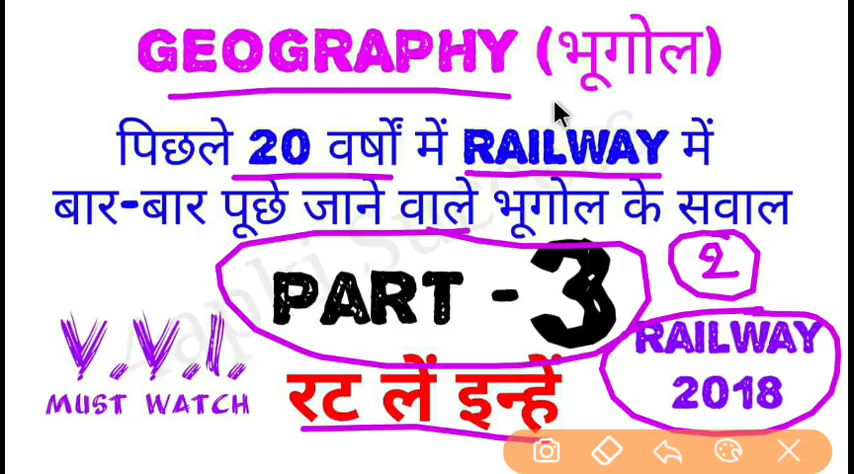 GEOGRAPHY (भूगोल)
पिछले 20 वर्षों में RAILWAY में
बार-बार पूछे जाने वाले भूगोल के सवाल
PART - 3
2
V.V.I.
MUST WATCH
रट लें इन्हें
RAILWAY
2018